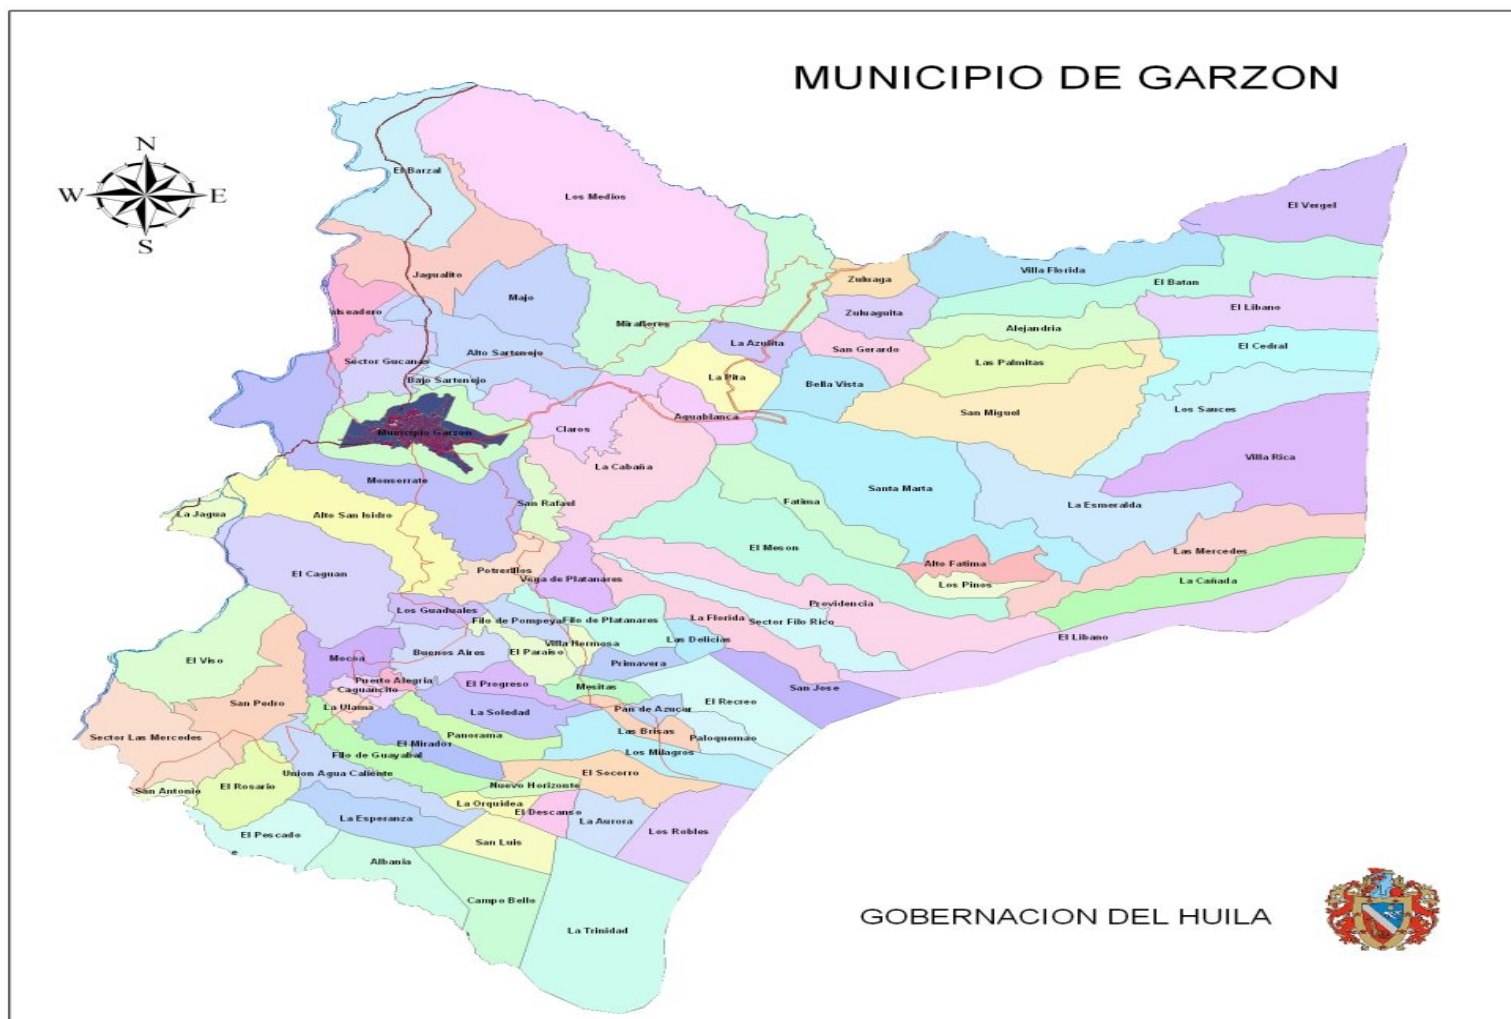 MUNICIPIO DE GARZON
N
W
E
S
El Barzal
Los Medios
El Vergel
Jagualito
Majo
Zuluaga
Villa Florida
El Batan
Zuluaguita
El Libano
Miraflores
La Azulita
San Gerardo
Alejandria
Sector Gucanas
Alto Sartenejo
El Cedral
Las Palmitas
Bajo Sartenejo
La Pita
Bella Vista
Los Sauces
San Miguel
Aguablanca
Claros
Municipio Garzon
La Cabaña
Villa Rica
Monserrate
Santa Marta
San Rafael
Fatima
La Esmeralda
La Jagua
Alto San Isidro
El Meson
Las Mercedes
Alto Fatima
El Caguan
Potrerillos
Vega de Platanares
Los Pinos
La Cañada
Providencia
Los Guaduales
Filo de Pompeya
Filo de Platanares
La Florida
Sector Filo Rico
El Libano
Las Delicias
Villa Hermosa
Buenos Aires
El Paraiso
El Viso
Mocoa
Primavera
Puerto Alegria
El Progreso
Mesitas
San Jose
Caguancito
San Pedro
La Ulama
La Soledad
Pan de Azucar
El Recreo
Sector Las Mercedes
Panorama
Las Brisas
Paloquemao
El Mirador
Filo de Guayabal
Los Milagros
Union Agua Caliente
El Socorro
San Antonio
El Rosario
Nuevo Horizonte
La Orquidea
El Descanso
La Esperanza
La Aurora
Los Robles
El Pescado
San Luis
Albania
Campo Bello
La Trinidad
GOBERNACION DEL HUILA